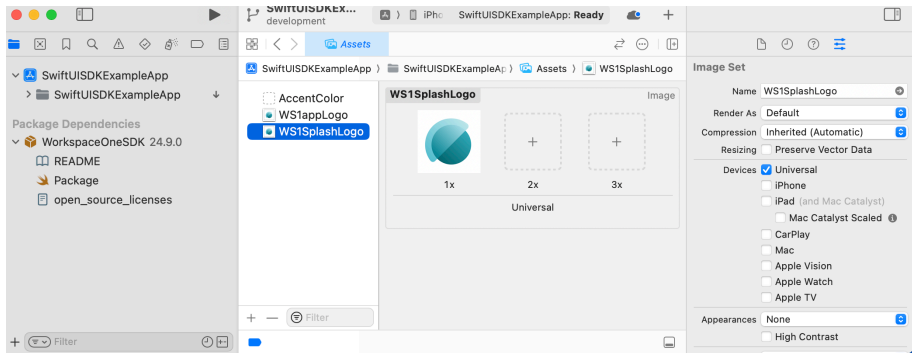 SwiftUISDKEx...
development
iPho
SwiftUISDKExampleApp: Ready
Assets
SwiftUISDKExampleApp
SwiftUISDKExampleApp
Package Dependencies
WorkspaceOneSDK 24.9.0
README
Package
open_source_licenses
Filter
SwiftUISDKExampleApp
SwiftUISDKExampleAp
Assets
WS1SplashLogo
AccentColor
WS1appLogo
WS1SplashLogo
Filter
WS1SplashLogo
Image
1x
2x
3x
Universal
Image Set
Name WS1SplashLogo
Render As Default
Compression Inherited (Automatic)
Resizing Preserve Vector Data
Devices Universal
iPhone
iPad (and Mac Catalyst)
Mac Catalyst Scaled
CarPlay
Mac
Apple Vision
Apple Watch
Apple TV
Appearances None
High Contrast